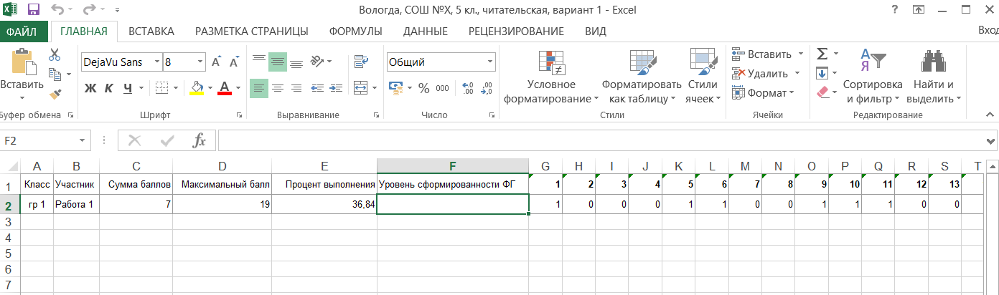 Вологда, СОШ №X, 5 кл., читательская, вариант 1 - Excel
ФАЙЛ ГЛАВНАЯ ВСТАВКА РАЗМЕТКА СТРАНИЦЫ ФОРМУЛЫ ДАННЫЕ РЕЦЕНЗИРОВАНИЕ ВИД Вход
Вставить
DejaVu Sans 8
Ж К Ч
Общий
% 000
Условное форматирование
Форматировать как таблицу
Стили ячеек
Вставить
Удалить
Формат
Сортировка и фильтр
Найти и выделить
Буфер обмена Шрифт Выравнивание Число Стили Ячейки Редактирование
F2 fx
A B C D E F G H I J K L M N O P Q R S T
1 Класс Участник Сумма баллов Максимальный балл Процент выполнения Уровень сформированности ФГ 1 2 3 4 5 6 7 8 9 10 11 12 13
2 гр 1 Работа 1 7 19 36,84 1 0 0 0 1 1 0 0 1 1 1 0 0
3
4
5
6
7